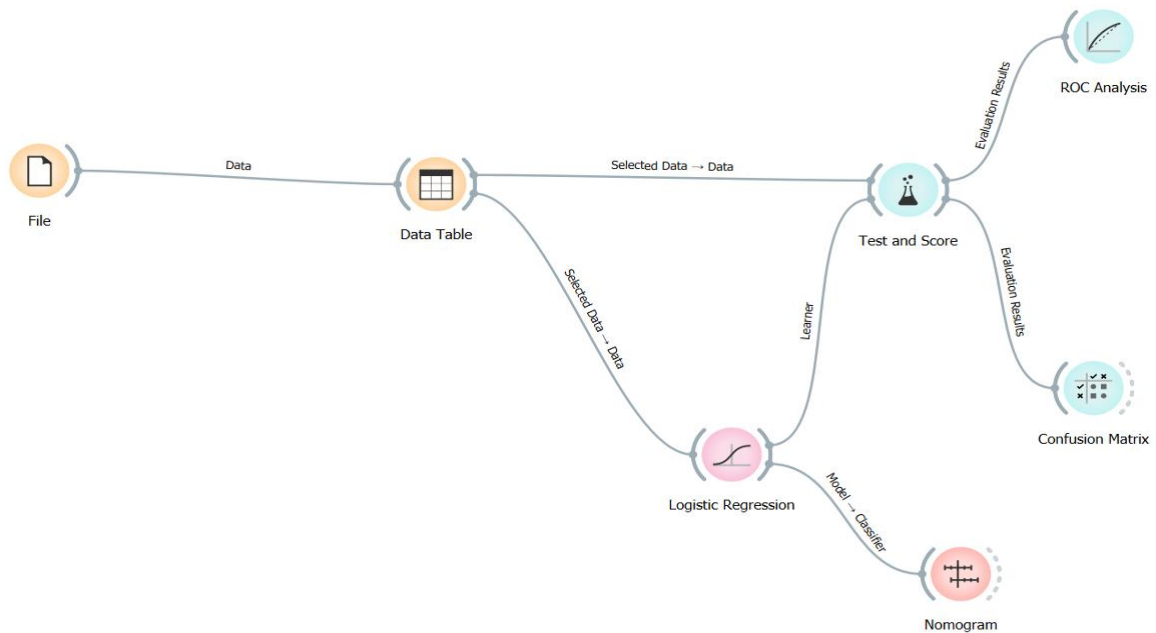 ROC Analysis
Evaluation Results
Data
Selected Data → Data
File
Data Table
Test and Score
Evaluation Results
Selected Data → Data
Learner
Confusion Matrix
Logistic Regression
Model → Classifier
Nomogram